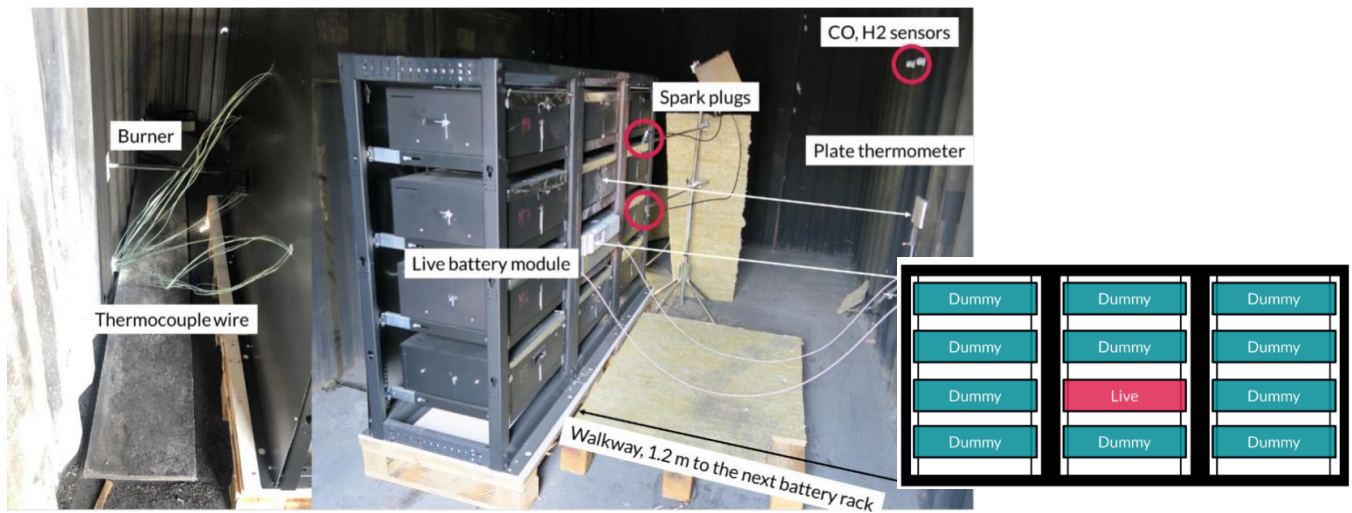 CO, H2 sensors
Spark plugs
Burner
Plate thermometer
Live battery module
Thermocouple wire
Walkway, 1.2 m to the next battery rack
Dummy Dummy Dummy
Dummy Dummy Dummy
Dummy Live Dummy
Dummy Dummy Dummy